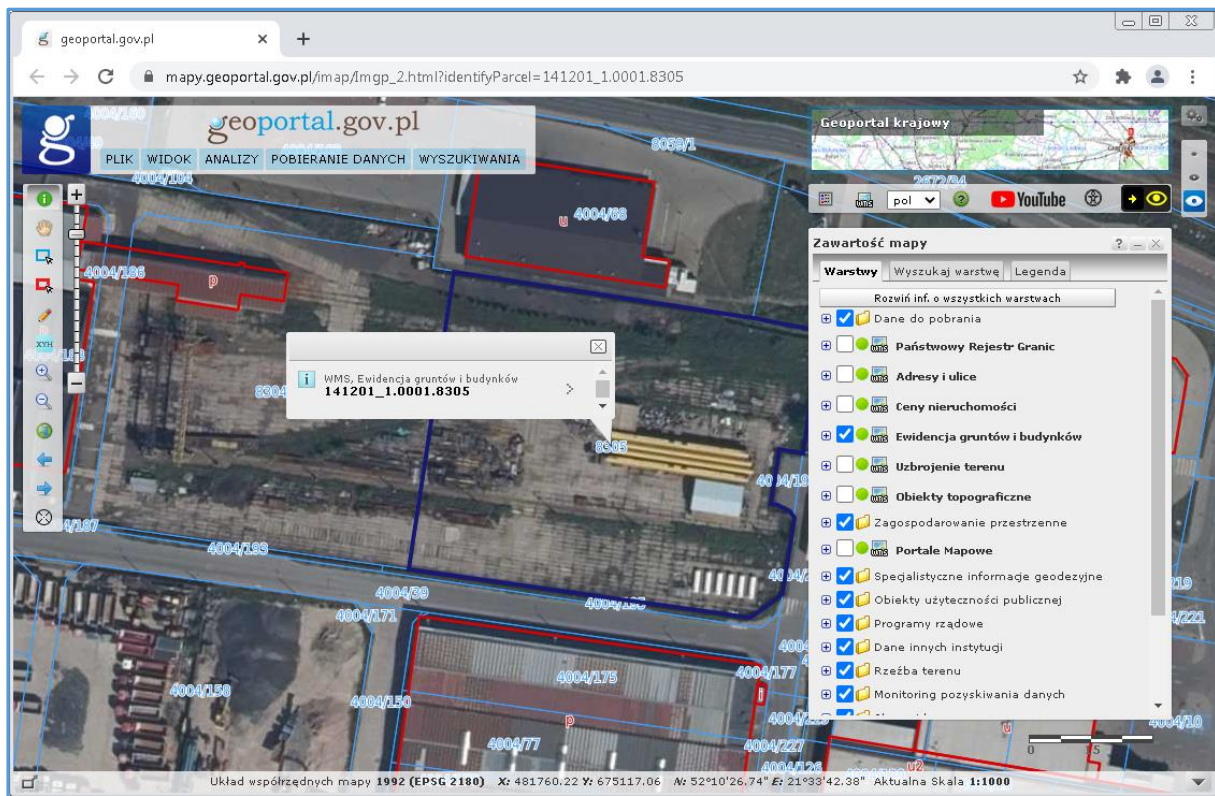 geoportal.gov.pl
mapy.geoportal.gov.pl/imap/Imgp_2.html?identifyParcel=141201_1.0001.8305
geoportal.gov.pl
PLIK WIDOK ANALIZY POBIERANIE DANYCH WYSZUKIWANIA
Geoportal krajowy
pol
YouTube
8059/1
2672/34
4004/104
4004/68
u
4004/186
p
XYH
WMS, Ewidencja gruntów i budynków
141201_1.0001.8305
8305
4004/193
4004/39
4004/171
4004/158
4004/150
4004/175
4004/177
p
4004/77
4004/227
4004/126
u2
u
Zawartość mapy
Warstwy Wyszukaj warstwę Legenda
Rozwiń inf. o wszystkich warstwach
Dane do pobrania
Państwowy Rejestr Granic
Adresy i ulice
Ceny nieruchomości
Ewidencja gruntów i budynków
Uzbrojenie terenu
Obiekty topograficzne
Zagospodarowanie przestrzenne
Portale Mapowe
Specjalistyczne informacje geodezyjne
Obiekty użyteczności publicznej
Programy rządowe
Dane innych instytucji
Rzeźba terenu
Monitoring pozyskiwania danych
Układ współrzędnych mapy 1992 (EPSG 2180) X: 481760.22 Y: 675117.06 N: 52°10'26.74" E: 21°33'42.38" Aktualna Skala 1:1000